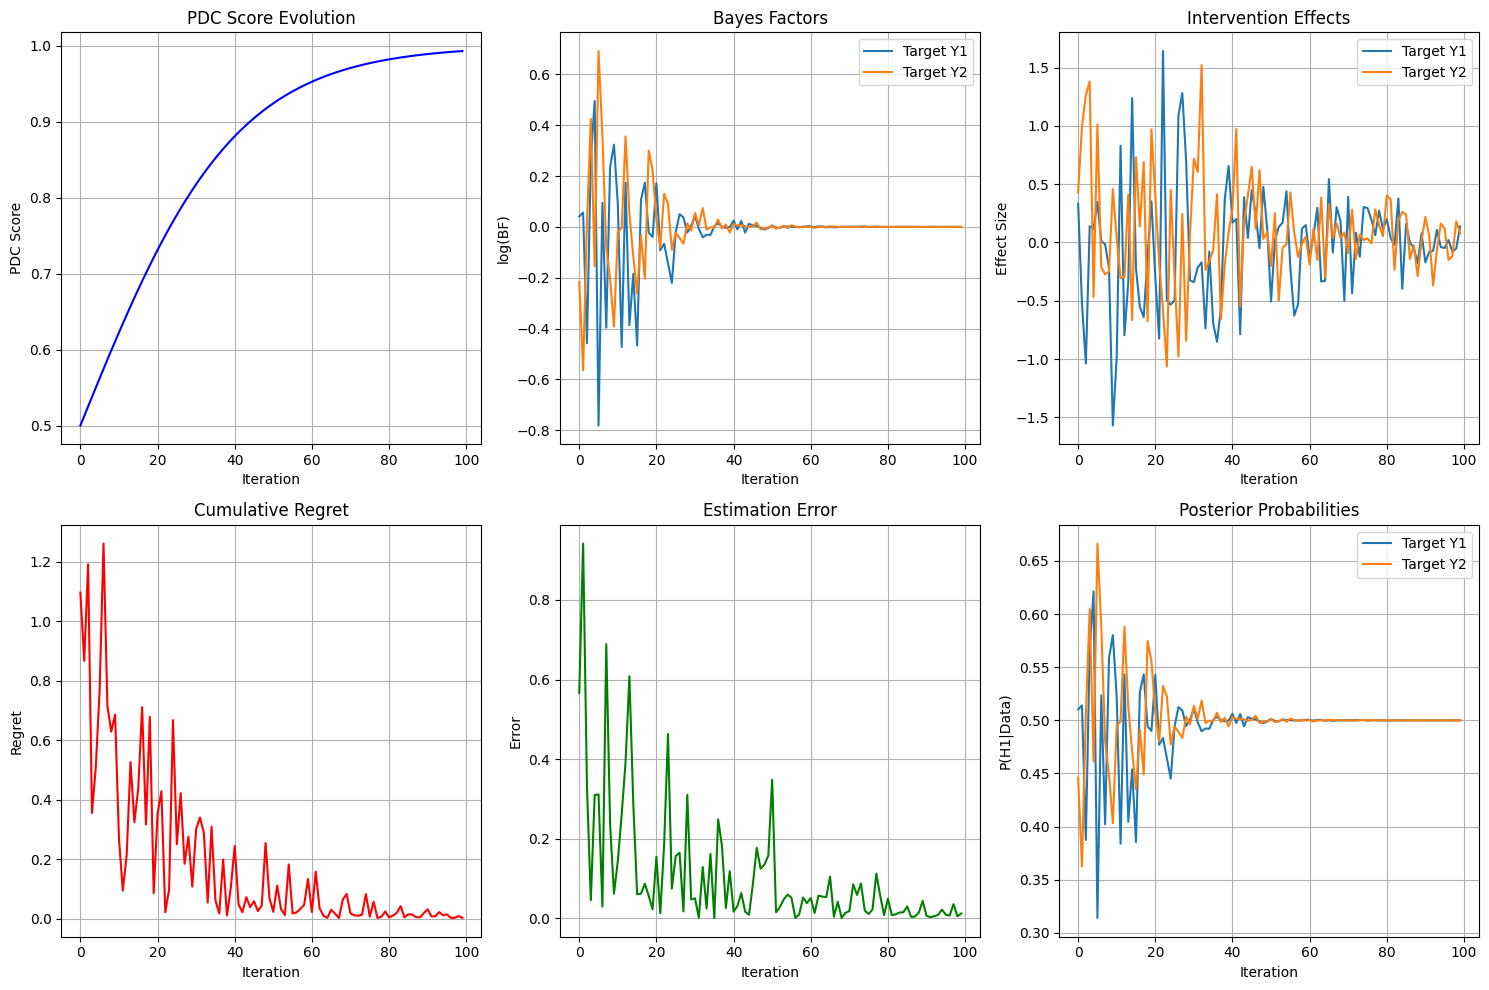 PDC Score Evolution
PDC Score
1.0
0.9
0.8
0.7
0.6
0.5
0 20 40 60 80 100
Iteration
Bayes Factors
log(BF)
0.6
0.4
0.2
0.0
−0.2
−0.4
−0.6
−0.8
Target Y1
Target Y2
0 20 40 60 80 100
Iteration
Intervention Effects
Effect Size
1.5
1.0
0.5
0.0
−0.5
−1.0
−1.5
Target Y1
Target Y2
0 20 40 60 80 100
Iteration
Cumulative Regret
Regret
1.2
1.0
0.8
0.6
0.4
0.2
0.0
0 20 40 60 80 100
Iteration
Estimation Error
Error
0.8
0.6
0.4
0.2
0.0
0 20 40 60 80 100
Iteration
Posterior Probabilities
P(H1|Data)
0.65
0.60
0.55
0.50
0.45
0.40
0.35
0.30
Target Y1
Target Y2
0 20 40 60 80 100
Iteration